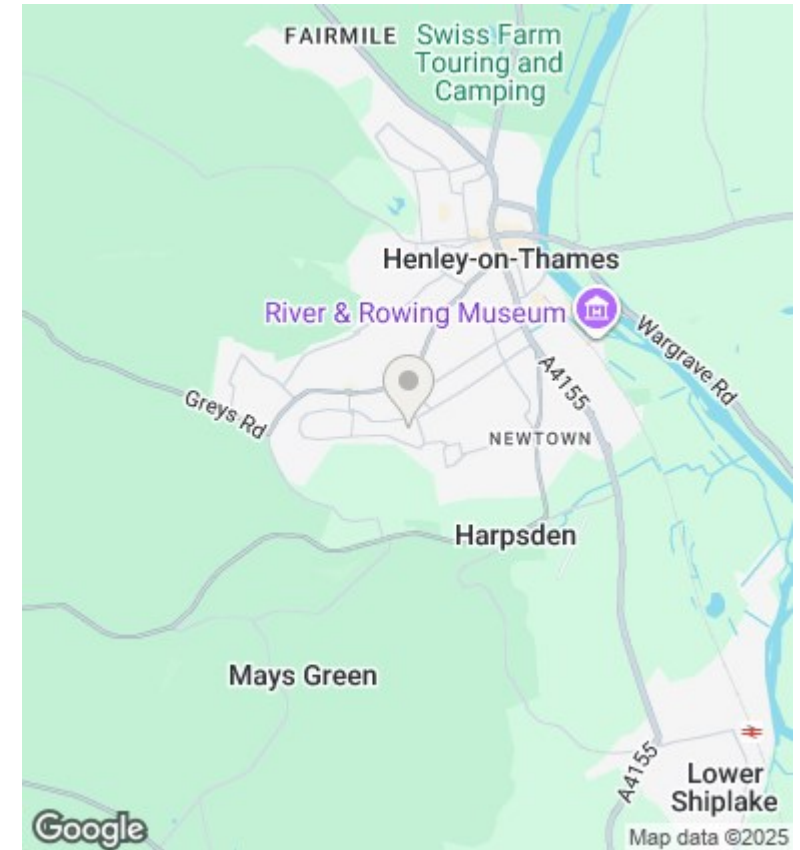 FAIRMILE
Swiss Farm
Touring and
Camping
Henley-on-Thames
River & Rowing Museum
Wargrave Rd
A4155
Greys Rd
NEWTOWN
Harpsden
Mays Green
A4155
Lower
Shiplake
Google
Map data ©2025